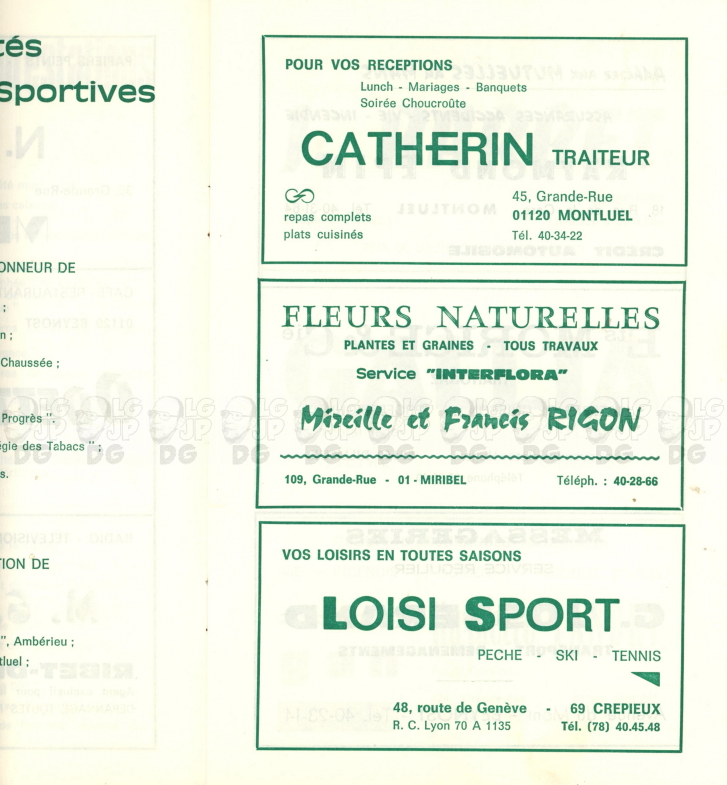 tés
Sportives
ONNEUR DE
;
n ;
Chaussée ;
Progrès ".
égie des Tabacs " ;
s.
TION DE
", Ambérieu ;
tluel ;
POUR VOS RECEPTIONS
Lunch - Mariages - Banquets
Soirée Choucroûte
CATHERIN TRAITEUR
repas complets
plats cuisinés
45, Grande-Rue
01120 MONTLUEL
Tél. 40-34-22
FLEURS NATURELLES
PLANTES ET GRAINES - TOUS TRAVAUX
Service "INTERFLORA"
Mireille et Francis RIGON
109, Grande-Rue - 01 - MIRIBEL Téléph. : 40-28-66
VOS LOISIRS EN TOUTES SAISONS
LOISI SPORT
PECHE - SKI - TENNIS
48, route de Genève - 69 CREPIEUX
R. C. Lyon 70 A 1135 Tél. (78) 40.45.48